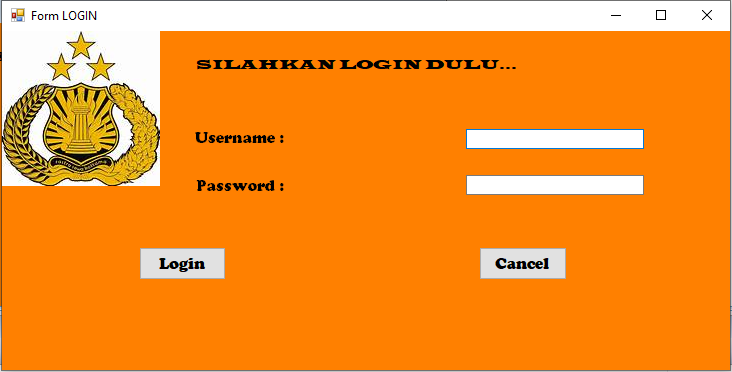 Form LOGIN
SILAHKAN LOGIN DULU...
Username :
Password :
Login
Cancel